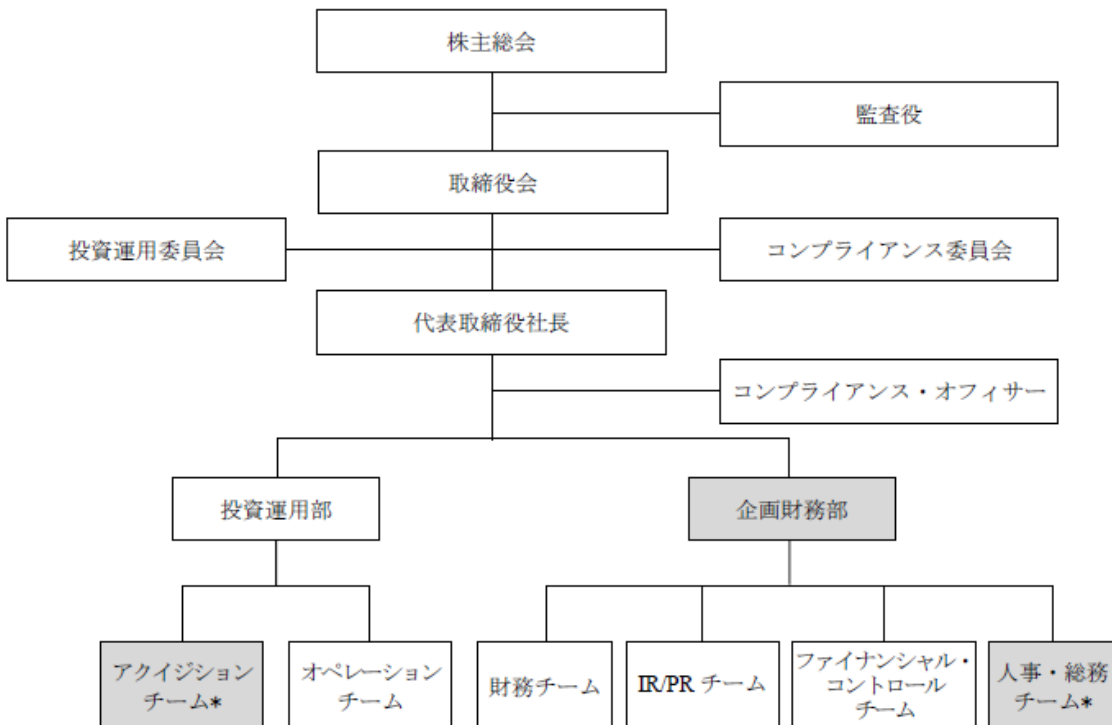 株主総会
監査役
取締役会
投資運用委員会
コンプライアンス委員会
代表取締役社長
コンプライアンス・オフィサー
投資運用部
企画財務部
アクイジション
チーム*
オペレーション
チーム
財務チーム
IR/PR チーム
ファイナンシャル・
コントロール
チーム
人事・総務
チーム*